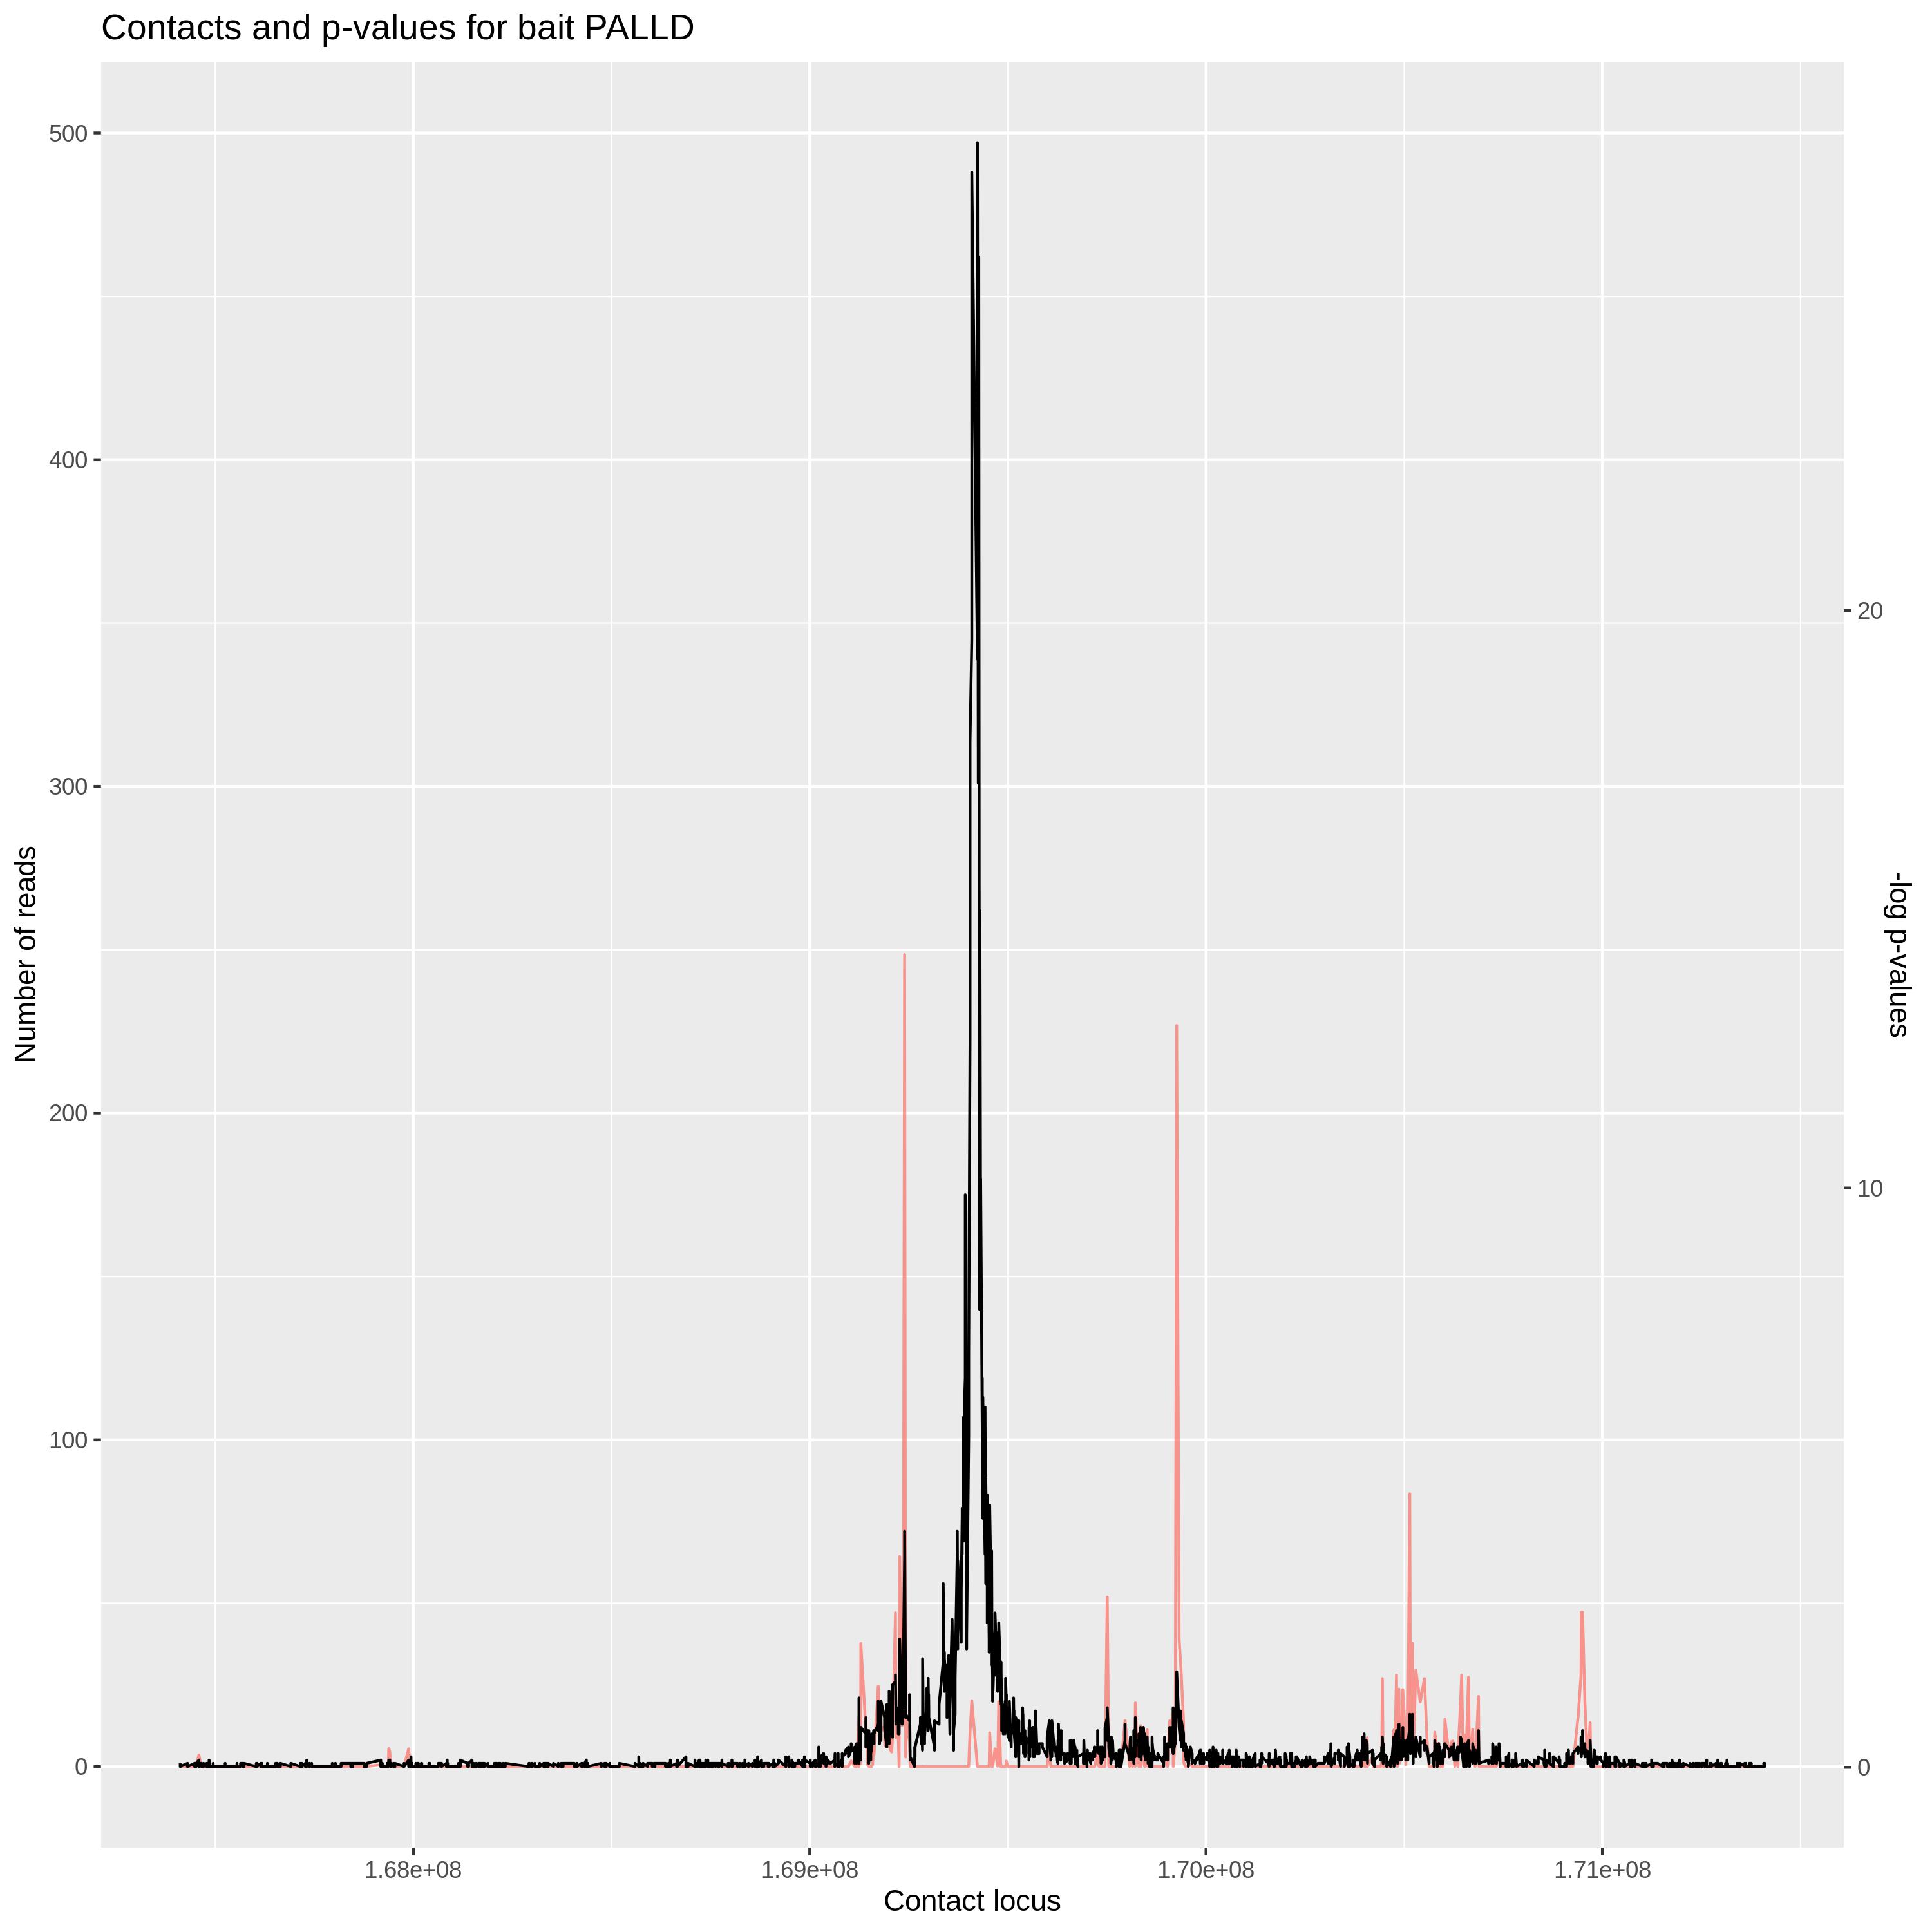 Contacts and p-values for bait PALLD
500
400
300
200
100
0
Number of reads
20
10
0
-log p-values
1.68e+08
1.69e+08
1.70e+08
1.71e+08
Contact locus